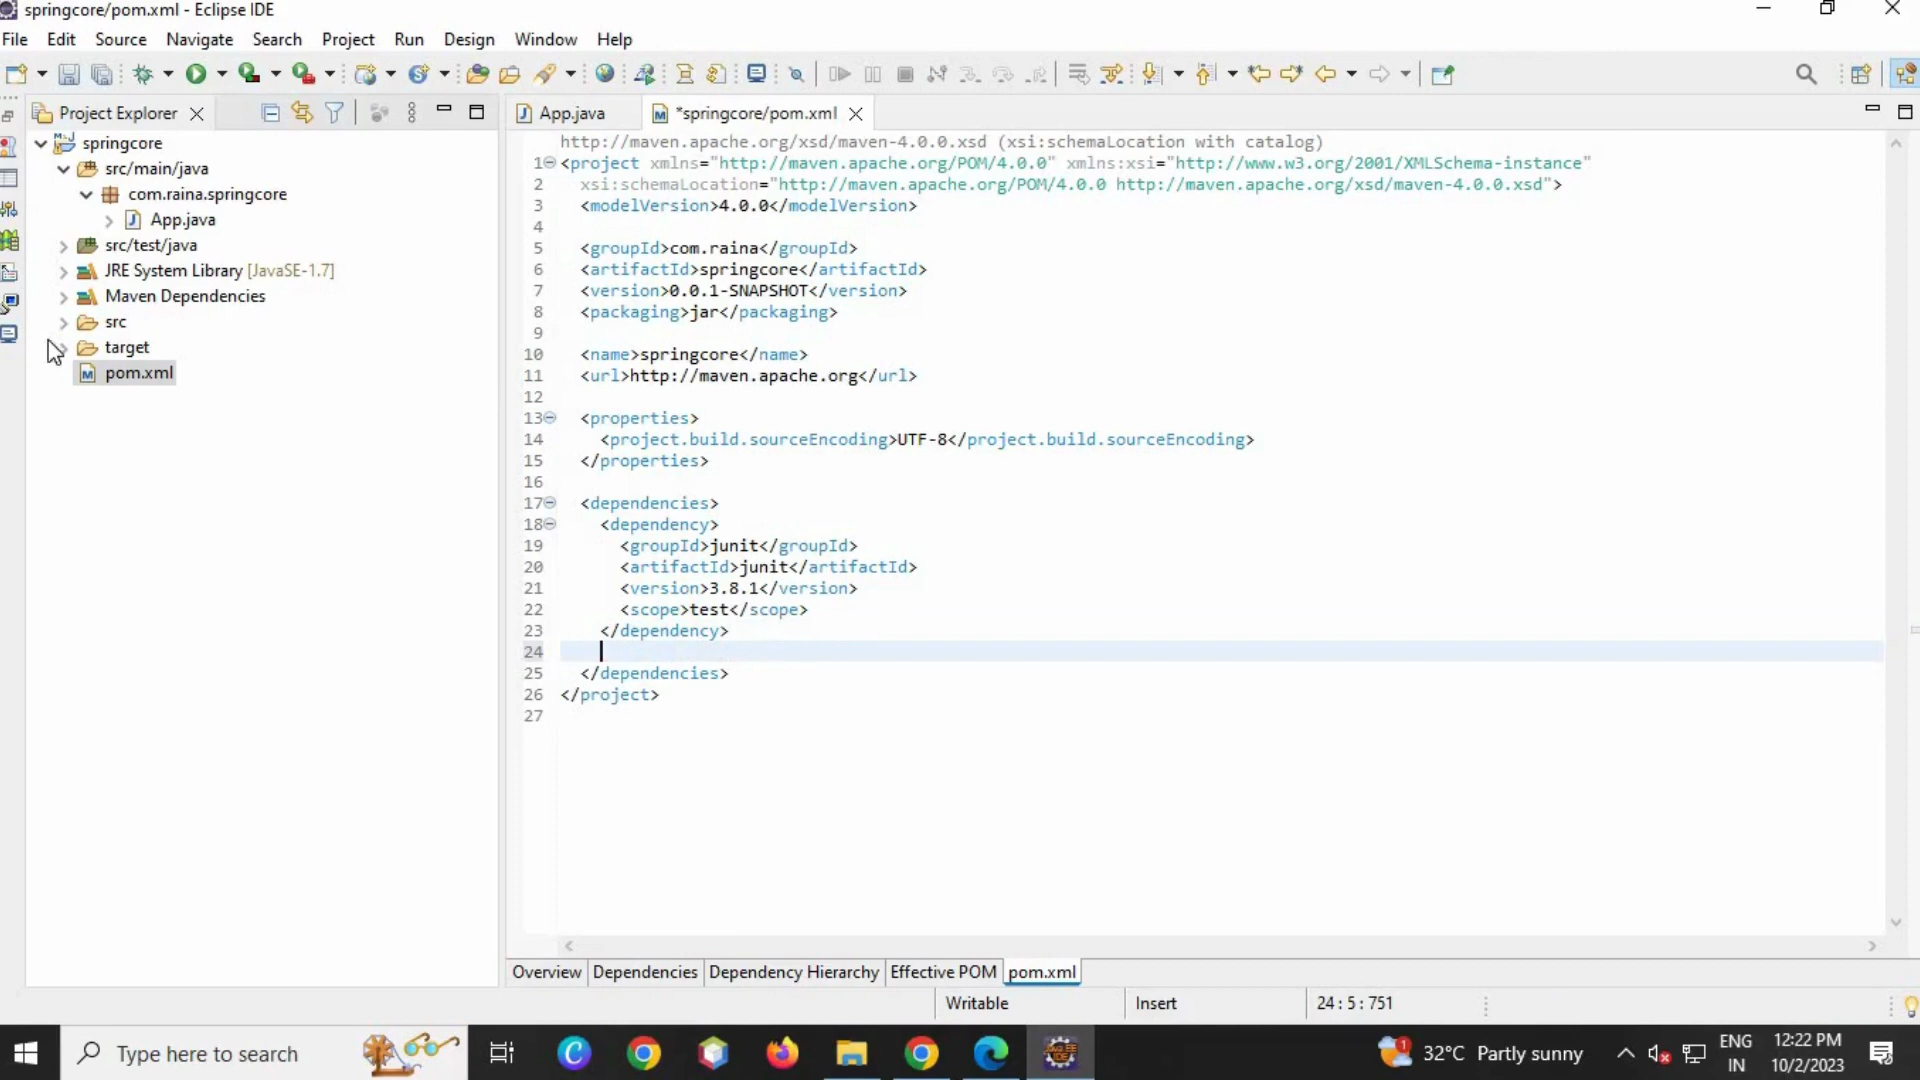 springcore/pom.xml - Eclipse IDE
File Edit Source Navigate Search Project Run Design Window Help
Project Explorer
springcore
src/main/java
com.raina.springcore
App.java
src/test/java
JRE System Library [JavaSE-1.7]
Maven Dependencies
src
target
pom.xml
App.java *springcore/pom.xml
http://maven.apache.org/xsd/maven-4.0.0.xsd (xsi:schemaLocation with catalog)
1 <project xmlns="http://maven.apache.org/POM/4.0.0" xmlns:xsi="http://www.w3.org/2001/XMLSchema-instance"
2 xsi:schemaLocation="http://maven.apache.org/POM/4.0.0 http://maven.apache.org/xsd/maven-4.0.0.xsd">
3 <modelVersion>4.0.0</modelVersion>
4
5 <groupId>com.raina</groupId>
6 <artifactId>springcore</artifactId>
7 <version>0.0.1-SNAPSHOT</version>
8 <packaging>jar</packaging>
9
10 <name>springcore</name>
11 <url>http://maven.apache.org</url>
12
13 <properties>
14 <project.build.sourceEncoding>UTF-8</project.build.sourceEncoding>
15 </properties>
16
17 <dependencies>
18 <dependency>
19 <groupId>junit</groupId>
20 <artifactId>junit</artifactId>
21 <version>3.8.1</version>
22 <scope>test</scope>
23 </dependency>
24
25 </dependencies>
26 </project>
27
Overview Dependencies Dependency Hierarchy Effective POM pom.xml
Writable Insert 24 : 5 : 751
Type here to search
32°C Partly sunny
ENG
IN
12:22 PM
10/2/2023